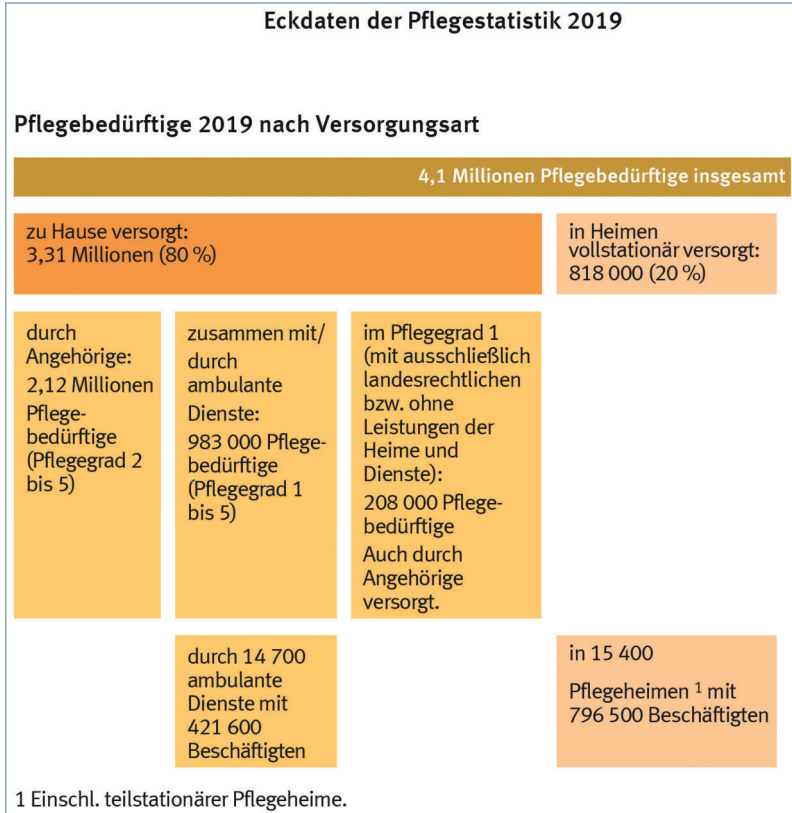 Eckdaten der Pflegestatistik 2019
Pflegebedürftige 2019 nach Versorgungsart
4,1 Millionen Pflegebedürftige insgesamt
zu Hause versorgt:
3,31 Millionen (80 %)
in Heimen
vollstationär versorgt:
818 000 (20 %)
durch
Angehörige:
2,12 Millionen
Pflege-
bedürftige
(Pflegegrad 2
bis 5)
zusammen mit/
durch
ambulante
Dienste:
983 000 Pflege-
bedürftige
(Pflegegrad 1
bis 5)
im Pflegegrad 1
(mit ausschließlich
landesrechtlichen
bzw. ohne
Leistungen der
Heime und
Dienste):
208 000 Pflege-
bedürftige
Auch durch
Angehörige
versorgt.
durch 14 700
ambulante
Dienste mit
421 600
Beschäftigten
in 15 400
Pflegeheimen ¹ mit
796 500 Beschäftigten
1 Einschl. teilstationärer Pflegeheime.